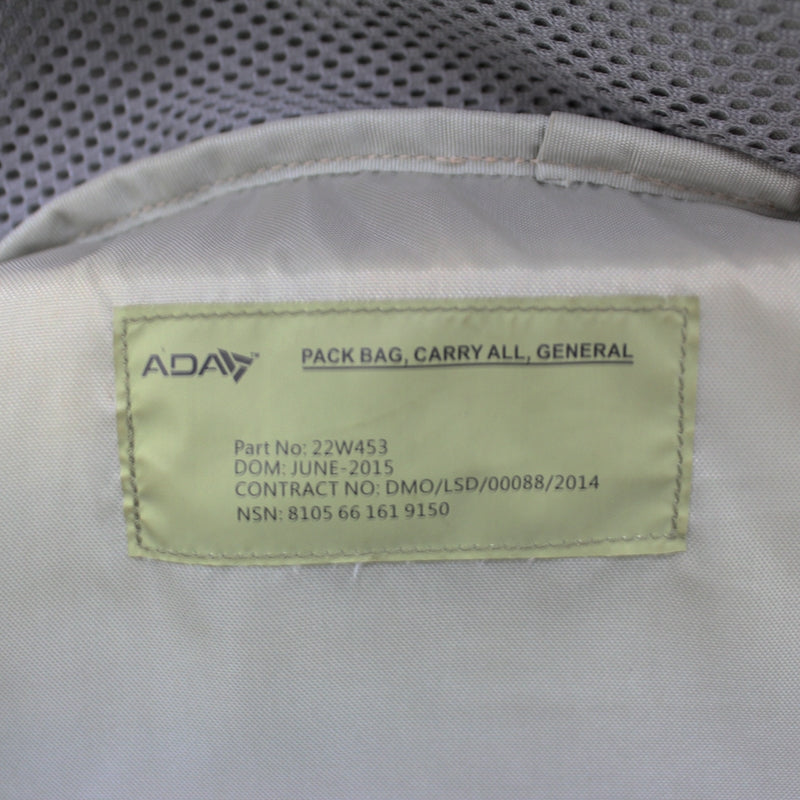 ADA™ PACK BAG, CARRY ALL, GENERAL
Part No: 22W453
DOM: JUNE-2015
CONTRACT NO: DMO/LSD/00088/2014
NSN: 8105 66 161 9150